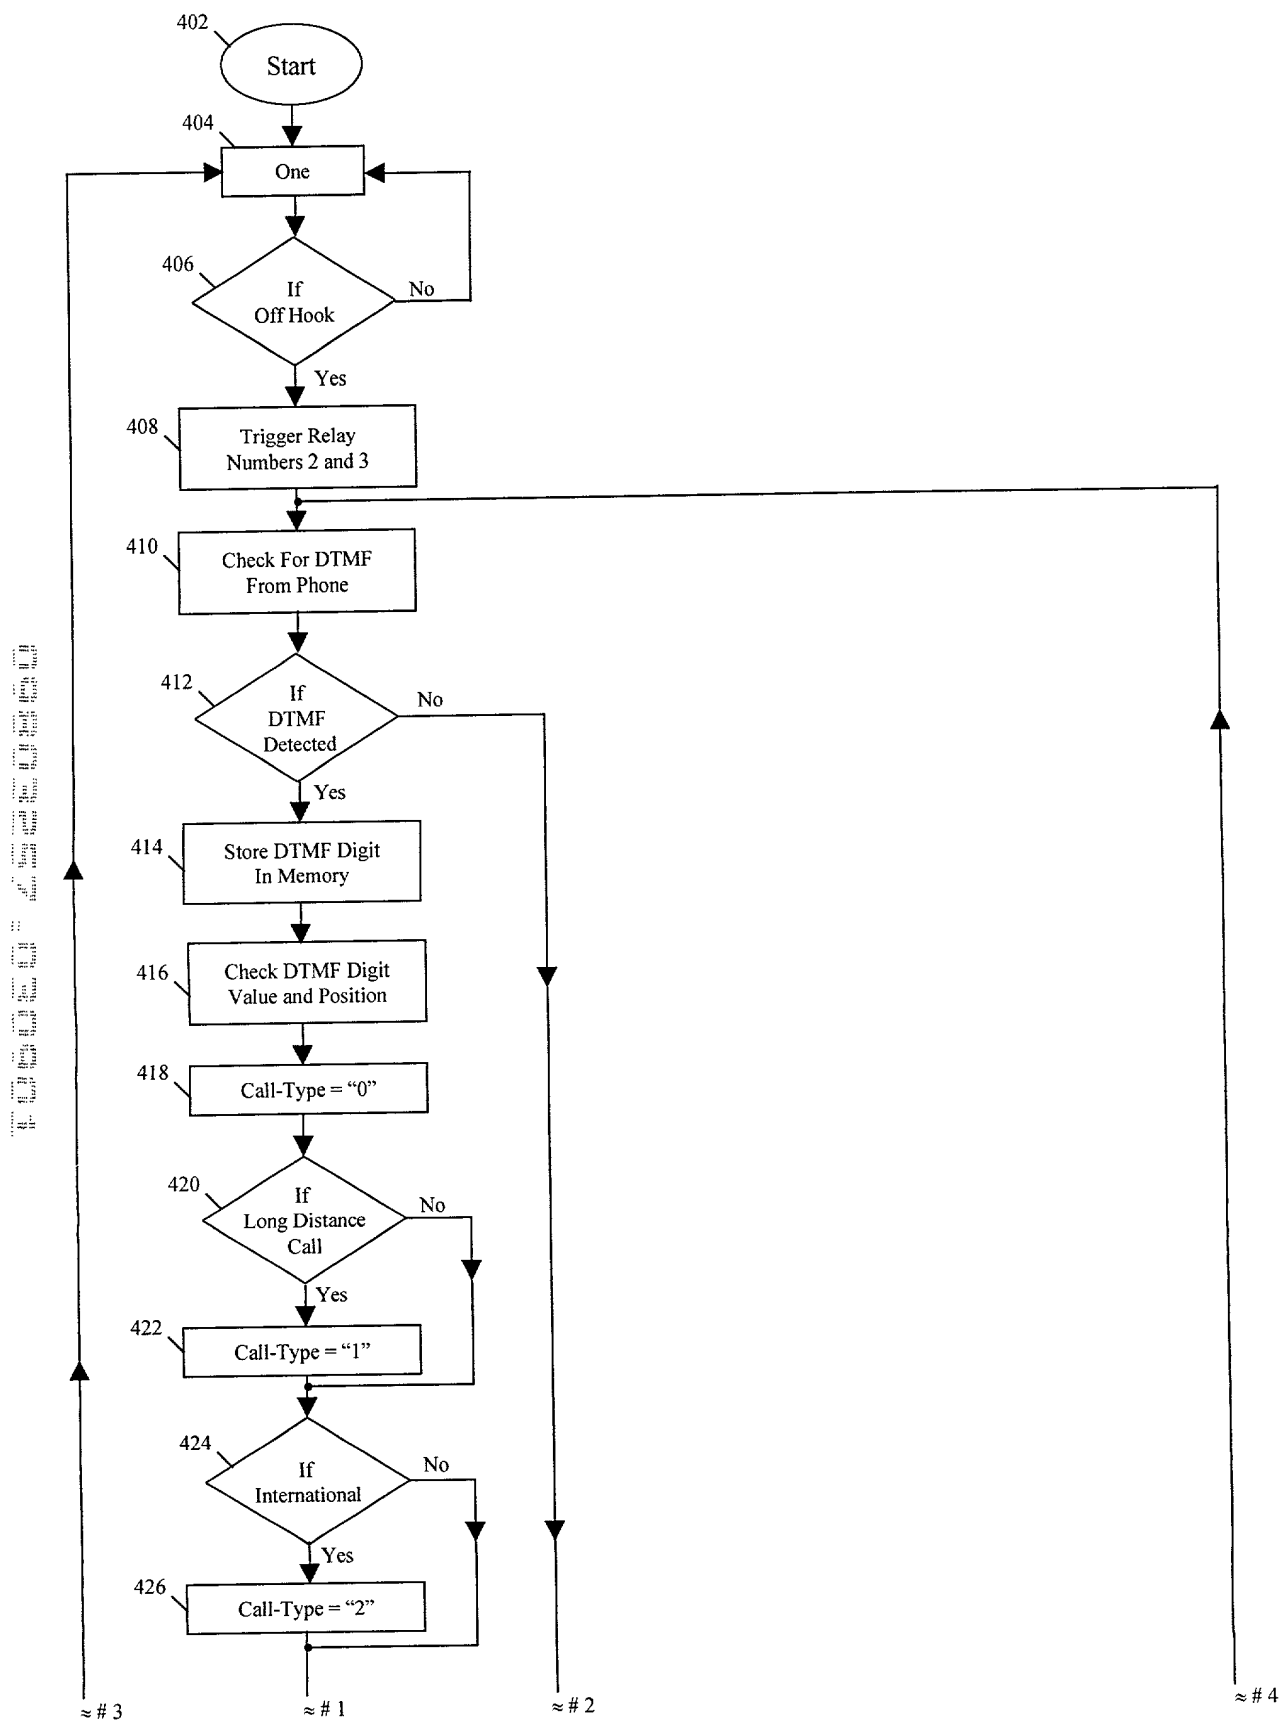 402
Start
404
One
406
If
Off Hook
No
Yes
408
Trigger Relay
Numbers 2 and 3
410
Check For DTMF
From Phone
412
If
DTMF
Detected
No
Yes
414
Store DTMF Digit
In Memory
416
Check DTMF Digit
Value and Position
418
Call-Type = “0”
420
If
Long Distance
Call
No
Yes
422
Call-Type = “1”
424
If
International
No
Yes
426
Call-Type = “2”
≈ # 3
≈ # 1
≈ # 2
≈ # 4